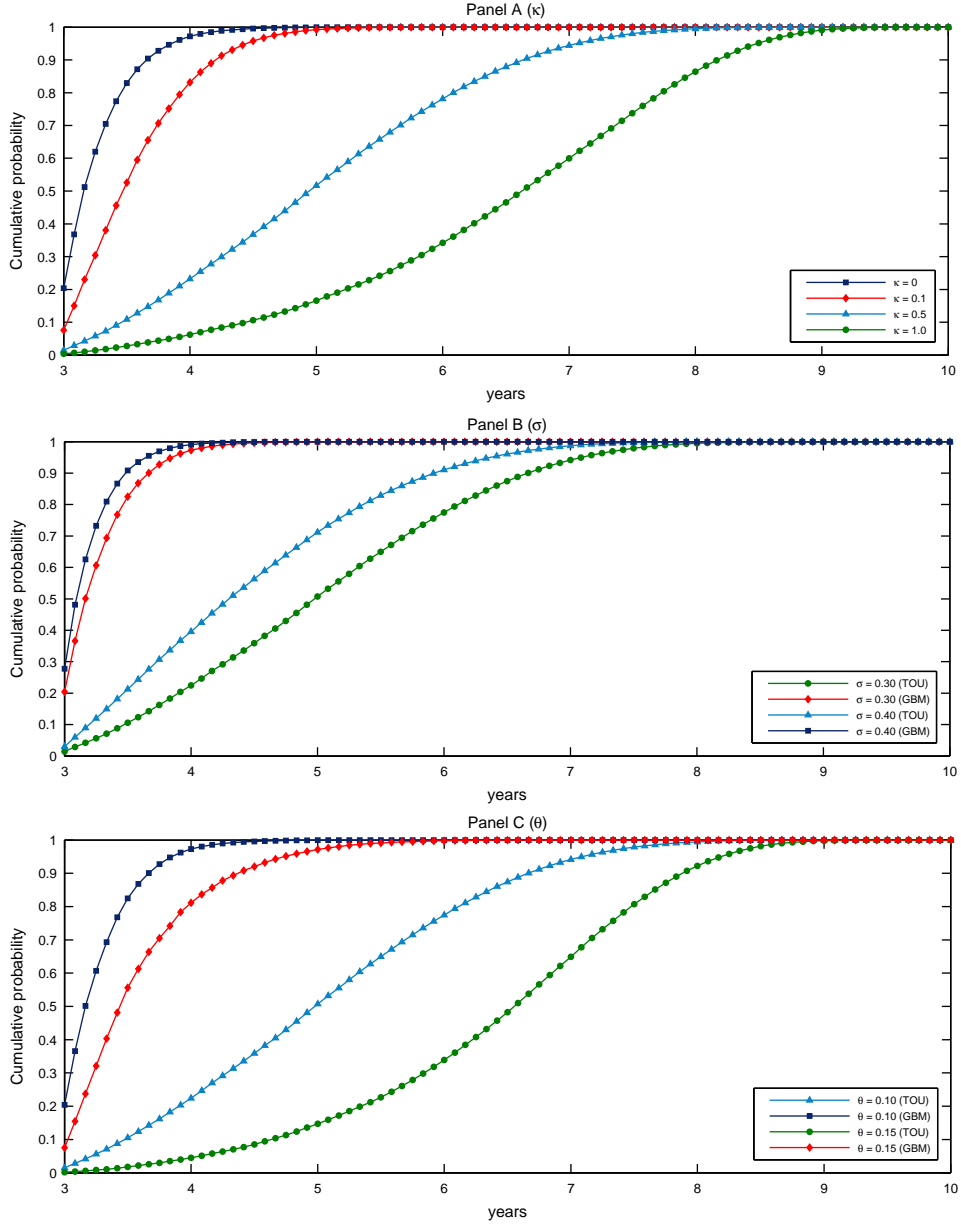 Panel A (κ)
1
0.9
0.8
0.7
0.6
0.5
0.4
0.3
0.2
0.1
0
Cumulative probability
κ = 0
κ = 0.1
κ = 0.5
κ = 1.0
3 4 5 6 7 8 9 10
years
Panel B (σ)
1
0.9
0.8
0.7
0.6
0.5
0.4
0.3
0.2
0.1
0
Cumulative probability
σ = 0.30 (TOU)
σ = 0.30 (GBM)
σ = 0.40 (TOU)
σ = 0.40 (GBM)
3 4 5 6 7 8 9 10
years
Panel C (θ)
1
0.9
0.8
0.7
0.6
0.5
0.4
0.3
0.2
0.1
0
Cumulative probability
θ = 0.10 (TOU)
θ = 0.10 (GBM)
θ = 0.15 (TOU)
θ = 0.15 (GBM)
3 4 5 6 7 8 9 10
years